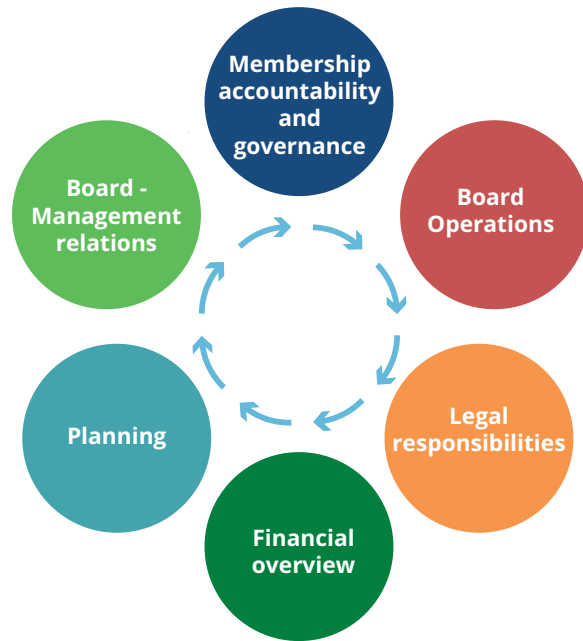 Membership
accountability
and
governance
Board
Operations
Legal
responsibilities
Financial
overview
Planning
Board -
Management
relations